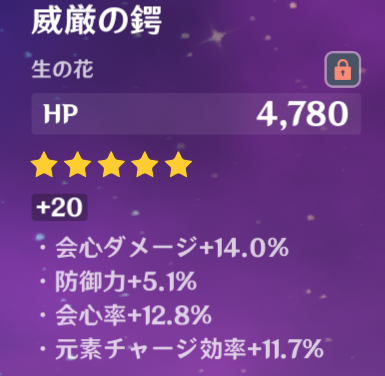 威厳の鍔
生の花
HP 4,780
+20
・会心ダメージ+14.0%
・防御力+5.1%
・会心率+12.8%
・元素チャージ効率+11.7%